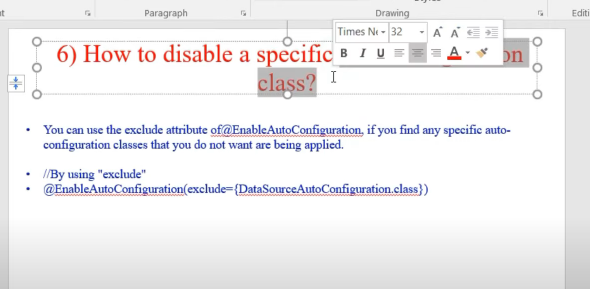 Paragraph
Drawing
Times N 32 A A
B I U A
6) How to disable a specific on
class?
• You can use the exclude attribute of@EnableAutoConfiguration, if you find any specific auto-
configuration classes that you do not want are being applied.
• //By using "exclude"
• @EnableAutoConfiguration(exclude={DataSourceAutoConfiguration.class})